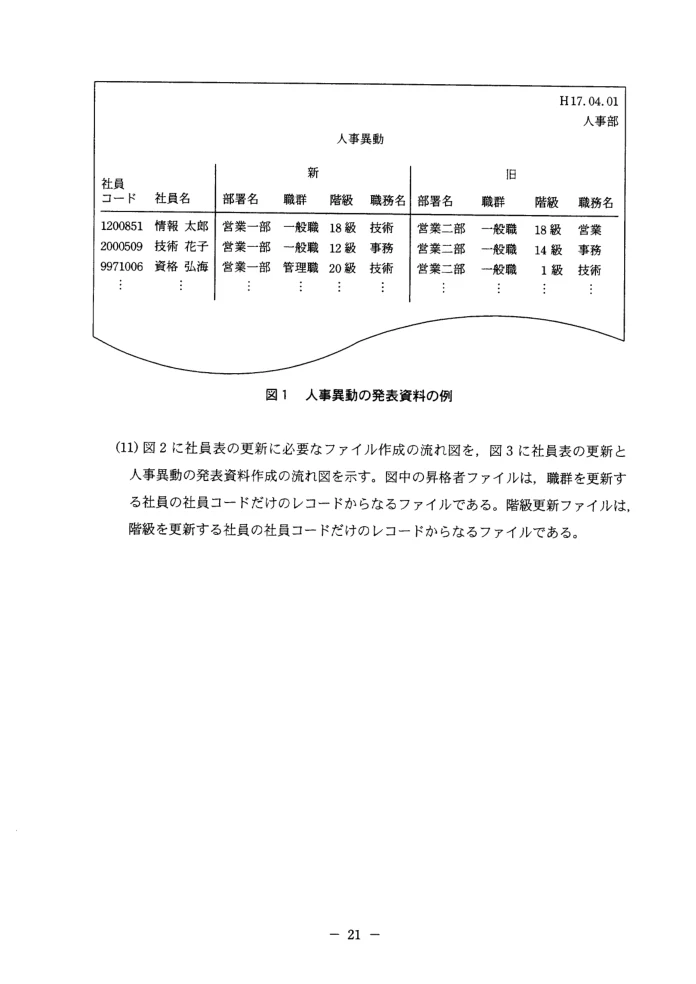 H17.04.01
人事部
人事異動
新 旧
社員
コード 社員名 部署名 職群 階級 職務名 部署名 職群 階級 職務名
1200851 情報 太郎 営業一部 一般職 18級 技術 営業二部 一般職 18級 営業
2000509 技術 花子 営業一部 一般職 12級 事務 営業二部 一般職 14級 事務
9971006 資格 弘海 営業一部 管理職 20級 技術 営業二部 一般職 1級 技術
⋮ ⋮ ⋮ ⋮ ⋮ ⋮ ⋮ ⋮ ⋮ ⋮
図1 人事異動の発表資料の例
(11) 図2に社員表の更新に必要なファイル作成の流れ図を，図3に社員表の更新と
人事異動の発表資料作成の流れ図を示す。図中の昇格者ファイルは，職群を更新す
る社員の社員コードだけのレコードからなるファイルである。階級更新ファイルは，
階級を更新する社員の社員コードだけのレコードからなるファイルである。
－ 21 －